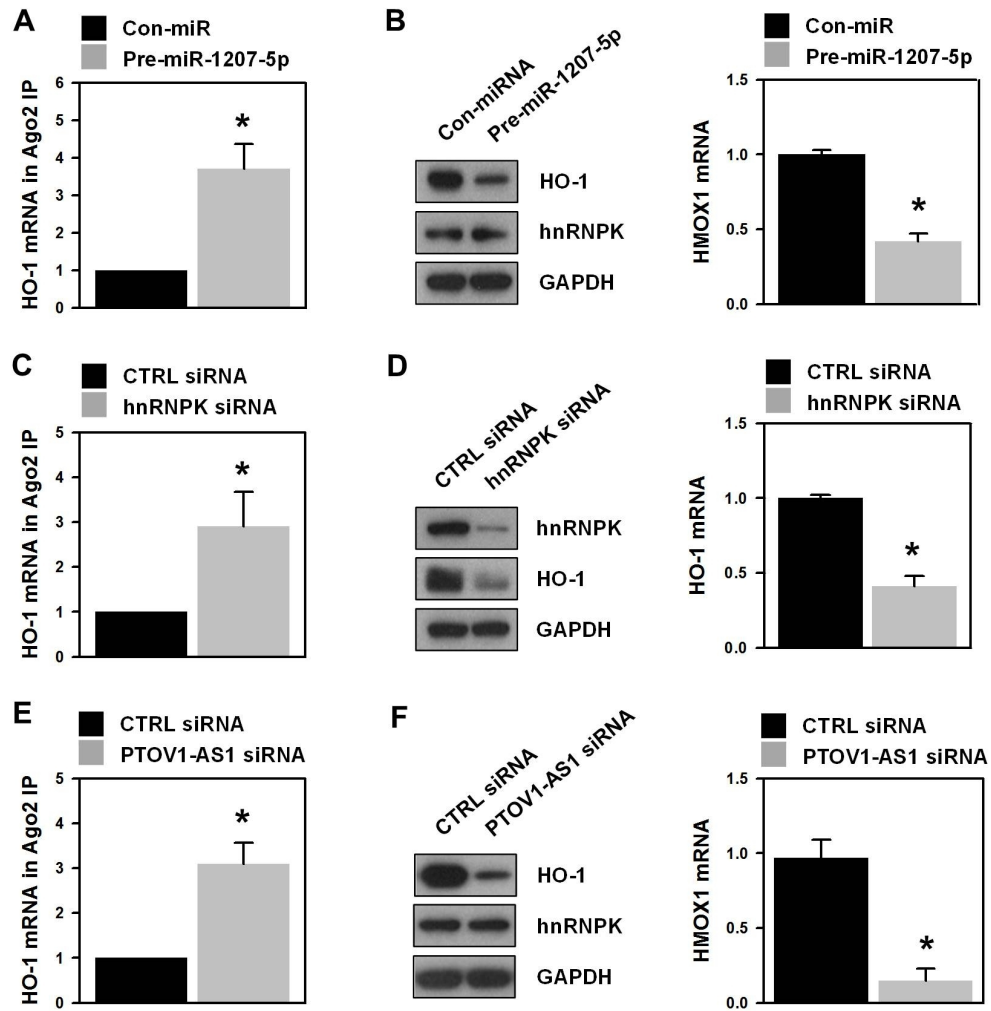 A
Con-miR
Pre-miR-1207-5p
HO-1 mRNA in Ago2 IP
6
5
4
3
2
1
0
*
B
Con-miRNA
Pre-miR-1207-5p
HO-1
hnRNPK
GAPDH
Con-miR
Pre-miR-1207-5p
HMOX1 mRNA
1.5
1.0
0.5
0.0
*
C
CTRL siRNA
hnRNPK siRNA
HO-1 mRNA in Ago2 IP
5
4
3
2
1
0
*
D
CTRL siRNA
hnRNPK siRNA
hnRNPK
HO-1
GAPDH
CTRL siRNA
hnRNPK siRNA
HO-1 mRNA
1.5
1.0
0.5
0.0
*
E
CTRL siRNA
PTOV1-AS1 siRNA
HO-1 mRNA in Ago2 IP
5
4
3
2
1
0
*
F
CTRL siRNA
PTOV1-AS1 siRNA
HO-1
hnRNPK
GAPDH
CTRL siRNA
PTOV1-AS1 siRNA
HMOX1 mRNA
1.5
1.0
0.5
0.0
*